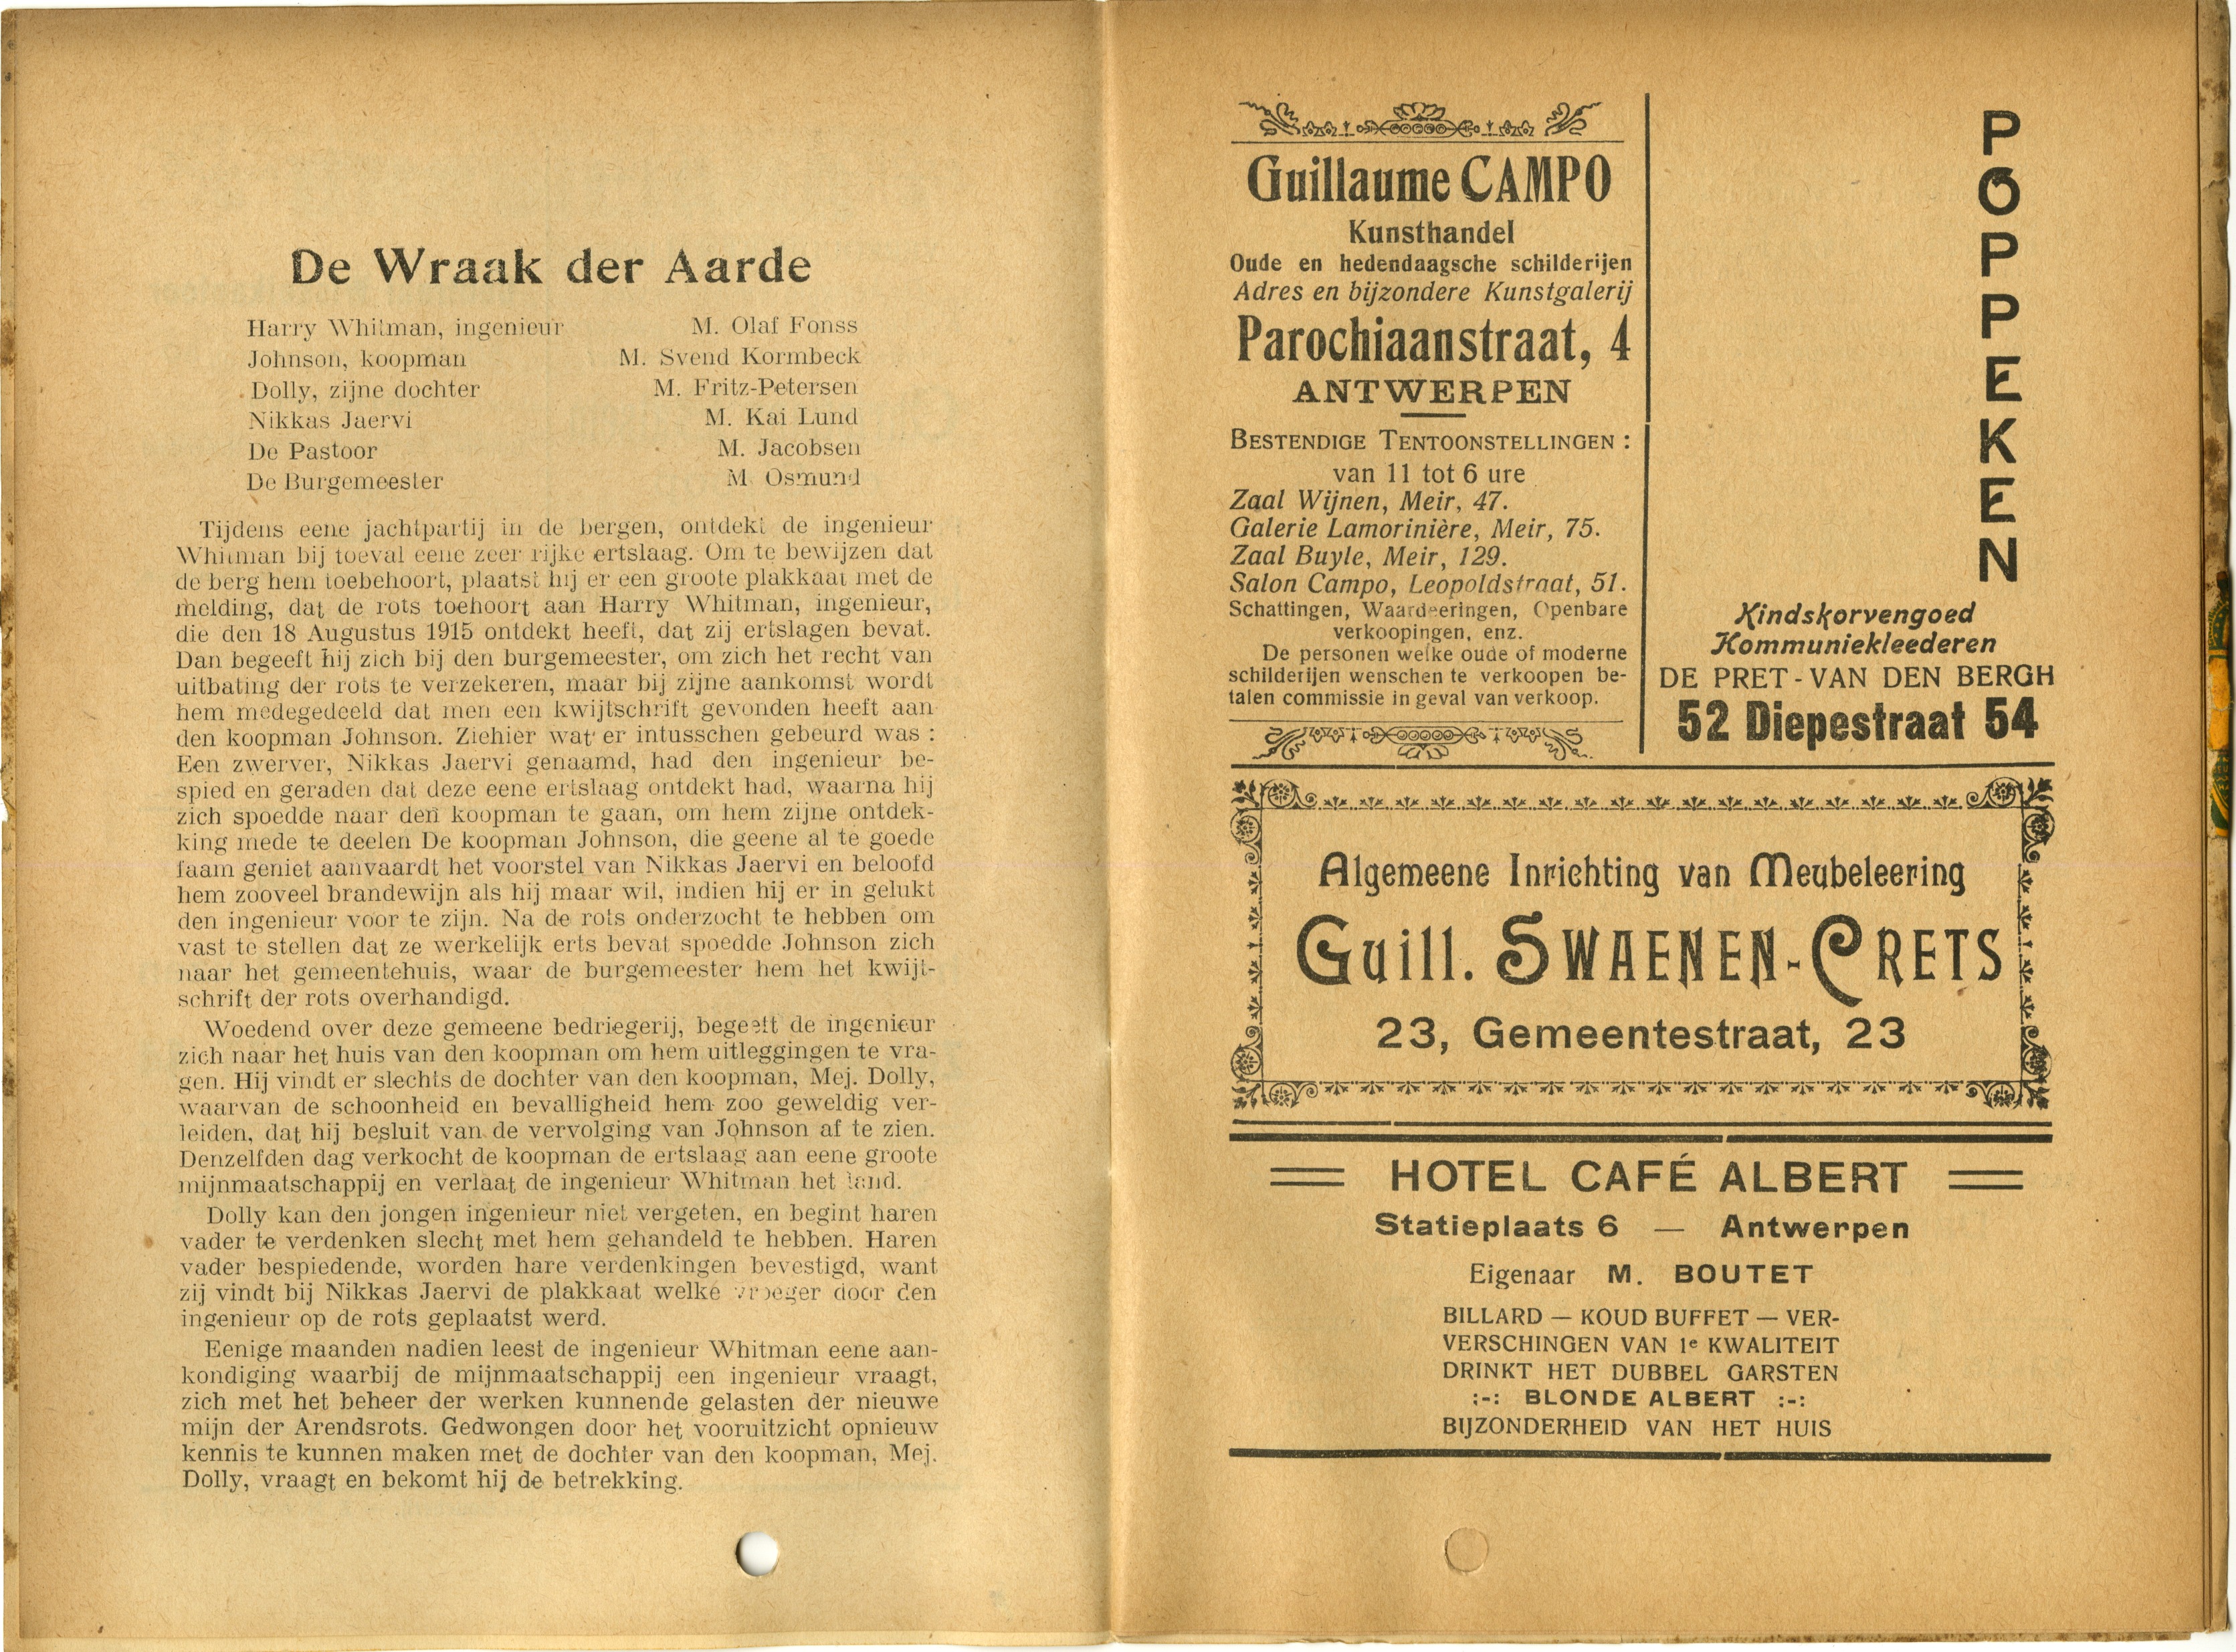 De Wraak der Aarde
Harry Whitman, ingenieur M. Olaf Fonss
Johnson, koopman M. Svend Kormbeck
Dolly, zijne dochter M. Fritz-Petersen
Nikkas Jaervi M. Kai Lund
De Pastoor M. Jacobsen
De Burgemeester M. Osmund
Tijdens eene jachtpartij in de bergen, ontdekt de ingenieur
Whitman bij toeval eene zeer rijke ertslaag. Om te bewijzen dat
de berg hem toebehoort, plaatst hij er een groote plakkaat met de
melding, dat de rots toehoort aan Harry Whitman, ingenieur,
die den 18 Augustus 1915 ontdekt heeft, dat zij ertslagen bevat.
Dan begeeft hij zich bij den burgemeester, om zich het recht van
uitbating der rots te verzekeren, maar bij zijne aankomst wordt
hem medegedeeld dat men een kwijtschrift gevonden heeft aan
den koopman Johnson. Ziehier wat er intusschen gebeurd was :
Een zwerver, Nikkas Jaervi genaamd, had den ingenieur be-
spied en geraden dat deze eene ertslaag ontdekt had, waarna hij
zich spoedde naar den koopman te gaan, om hem zijne ontdek-
king mede te deelen De koopman Johnson, die geene al te goede
faam geniet aanvaardt het voorstel van Nikkas Jaervi en beloofd
hem zooveel brandewijn als hij maar wil, indien hij er in gelukt
den ingenieur voor te zijn. Na de rots onderzocht te hebben om
vast te stellen dat ze werkelijk erts bevat spoedde Johnson zich
naar het gemeentehuis, waar de burgemeester hem het kwijt-
schrift der rots overhandigd.
Woedend over deze gemeene bedriegerij, begeeft de ingenieur
zich naar het huis van den koopman om hem uitleggingen te vra-
gen. Hij vindt er slechts de dochter van den koopman, Mej. Dolly,
waarvan de schoonheid en bevalligheid hem zoo geweldig ver-
leiden, dat hij besluit van de vervolging van Johnson af te zien.
Denzelfden dag verkocht de koopman de ertslaag aan eene groote
mijnmaatschappij en verlaat de ingenieur Whitman het land.
Dolly kan den jongen ingenieur niet vergeten, en begint haren
vader te verdenken slecht met hem gehandeld te hebben. Haren
vader bespiedende, worden hare verdenkingen bevestigd, want
zij vindt bij Nikkas Jaervi de plakkaat welke vroeger door den
ingenieur op de rots geplaatst werd.
Eenige maanden nadien leest de ingenieur Whitman eene aan-
kondiging waarbij de mijnmaatschappij een ingenieur vraagt,
zich met het beheer der werken kunnende gelasten der nieuwe
mijn der Arendsrots. Gedwongen door het vooruitzicht opnieuw
kennis te kunnen maken met de dochter van den koopman, Mej.
Dolly, vraagt en bekomt hij de betrekking.
Guillaume CAMPO
Kunsthandel
Oude en hedendaagsche schilderijen
Adres en bijzondere Kunstgalerij
Parochiaanstraat, 4
ANTWERPEN
BESTENDIGE TENTOONSTELLINGEN :
van 11 tot 6 ure
Zaal Wijnen, Meir, 47.
Galerie Lamorinière, Meir, 75.
Zaal Buyle, Meir, 129.
Salon Campo, Leopoldstraat, 51.
Schattingen, Waardeeringen, Openbare
verkoopingen, enz.
De personen welke oude of moderne
schilderijen wenschen te verkoopen be-
talen commissie in geval van verkoop.
POPPEKEN
Kindskorvengoed
Kommuniekleederen
DE PRET - VAN DEN BERGH
52 Diepestraat 54
Algemeene Inrichting van Meubeleering
Guill. SWAENEN-CRETS
23, Gemeentestraat, 23
HOTEL CAFÉ ALBERT
Statieplaats 6 — Antwerpen
Eigenaar M. BOUTET
BILLARD — KOUD BUFFET — VER-
VERSCHINGEN VAN 1e KWALITEIT
DRINKT HET DUBBEL GARSTEN
:-: BLONDE ALBERT :-:
BIJZONDERHEID VAN HET HUIS